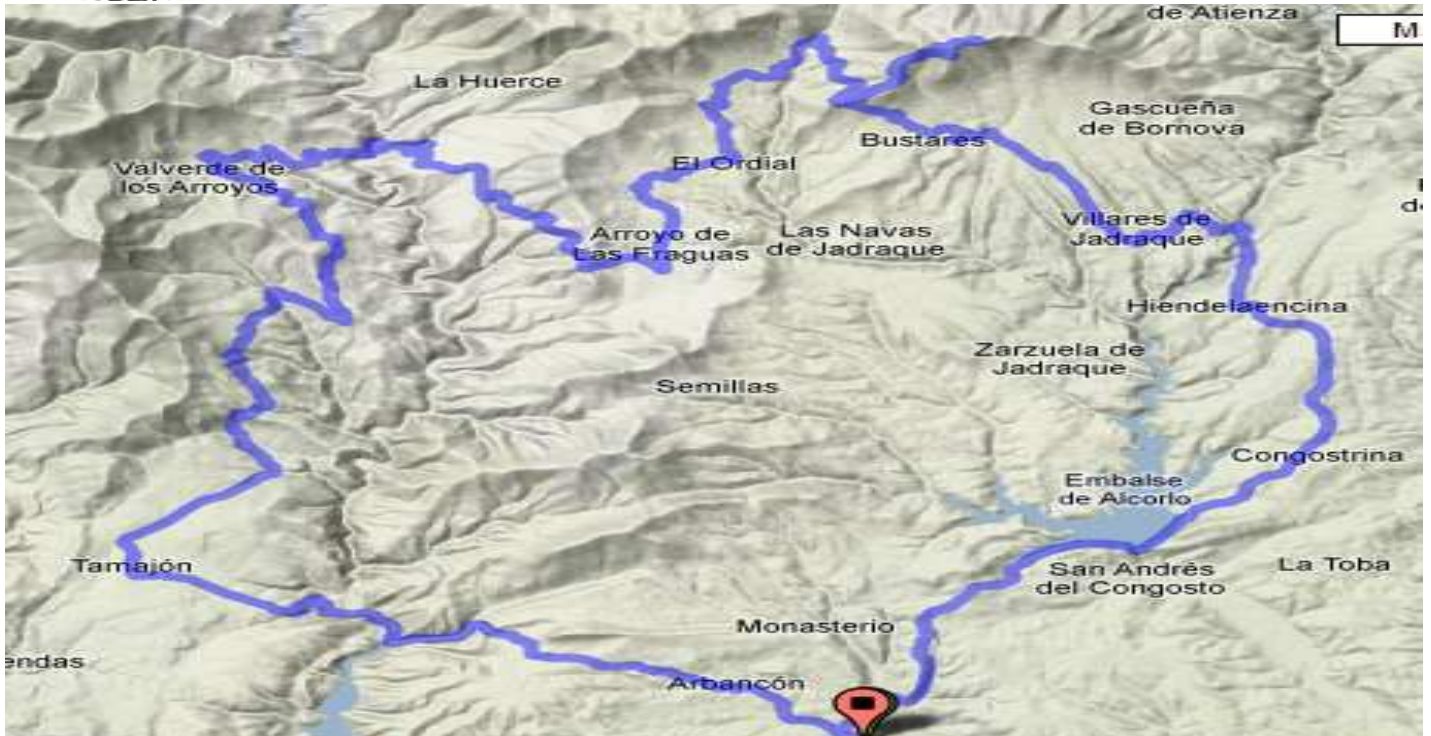 de Atienza
M
La Huerce
Gascueña
de Bornova
Bustares
Valverde de
los Arroyos
El Ordial
Villares de
Jadraque
Arroyo de
Las Fraguas
Las Navas
de Jadraque
Hiendelaencina
Zarzuela de
Jadraque
Semillas
Congostrina
Embalse
de Alcorlo
Tamajón
San Andrés
del Congosto
La Toba
Monasterio
endas
Arbancón